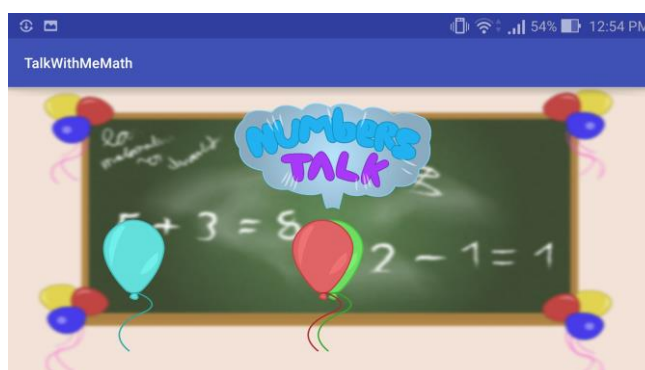 54% 12:54 PM
TalkWithMeMath
NUMbERS
TALK
5 + 3 = 8
2 - 1 = 1